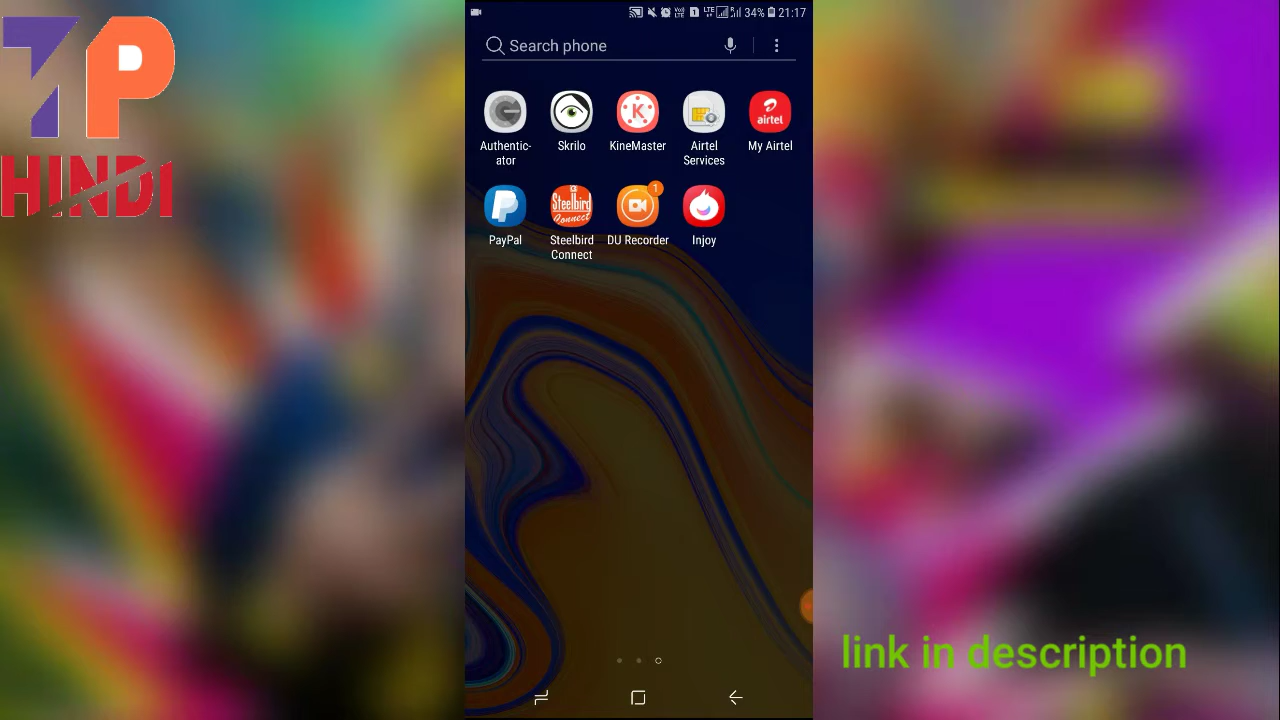 7P
HINDI
34% 21:17
Search phone
Authentic-
ator
Skrilo
KineMaster
Airtel
Services
airtel
My Airtel
PayPal
Steelbird
Connect
Steelbird
Connect
1
DU Recorder
Injoy
link in description